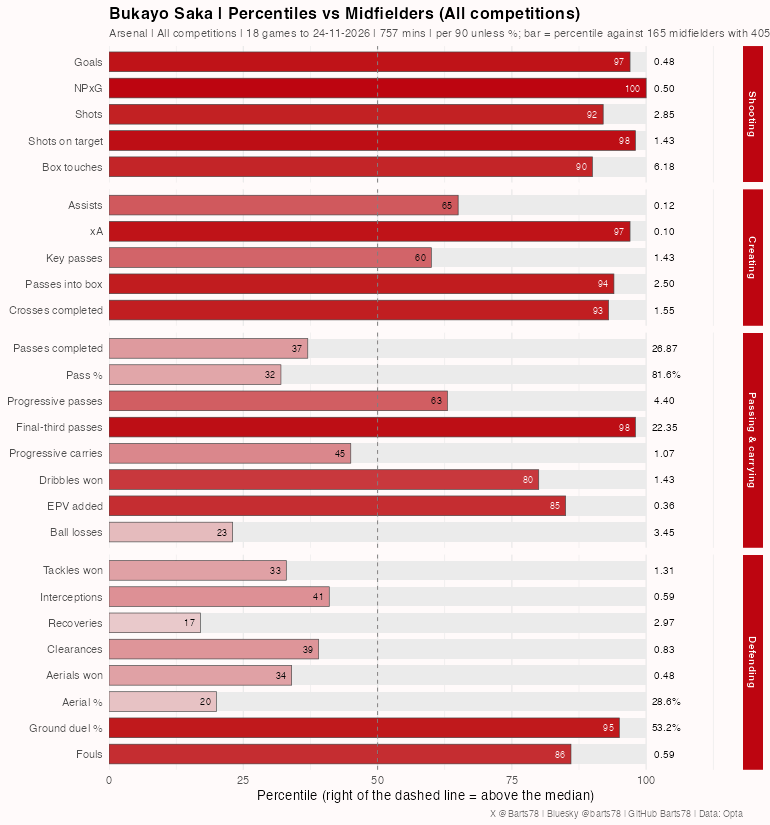 Bukayo Saka | Percentiles vs Midfielders (All competitions)
Arsenal | All competitions | 18 games to 24-11-2026 | 757 mins | per 90 unless %; bar = percentile against 165 midfielders with 405
Goals 97 0.48
NPxG 100 0.50
Shots 92 2.85
Shots on target 98 1.43
Box touches 90 6.18
Shooting
Assists 65 0.12
xA 97 0.10
Key passes 60 1.43
Passes into box 94 2.50
Crosses completed 93 1.55
Creating
Passes completed 37 26.87
Pass % 32 81.6%
Progressive passes 63 4.40
Final-third passes 98 22.35
Progressive carries 45 1.07
Dribbles won 80 1.43
EPV added 85 0.36
Ball losses 23 3.45
Passing & carrying
Tackles won 33 1.31
Interceptions 41 0.59
Recoveries 17 2.97
Clearances 39 0.83
Aerials won 34 0.48
Aerial % 20 28.6%
Ground duel % 95 53.2%
Fouls 86 0.59
Defending
0 25 50 75 100
Percentile (right of the dashed line = above the median)
X @Barts78 | Bluesky @barts78 | GitHub Barts78 | Data: Opta